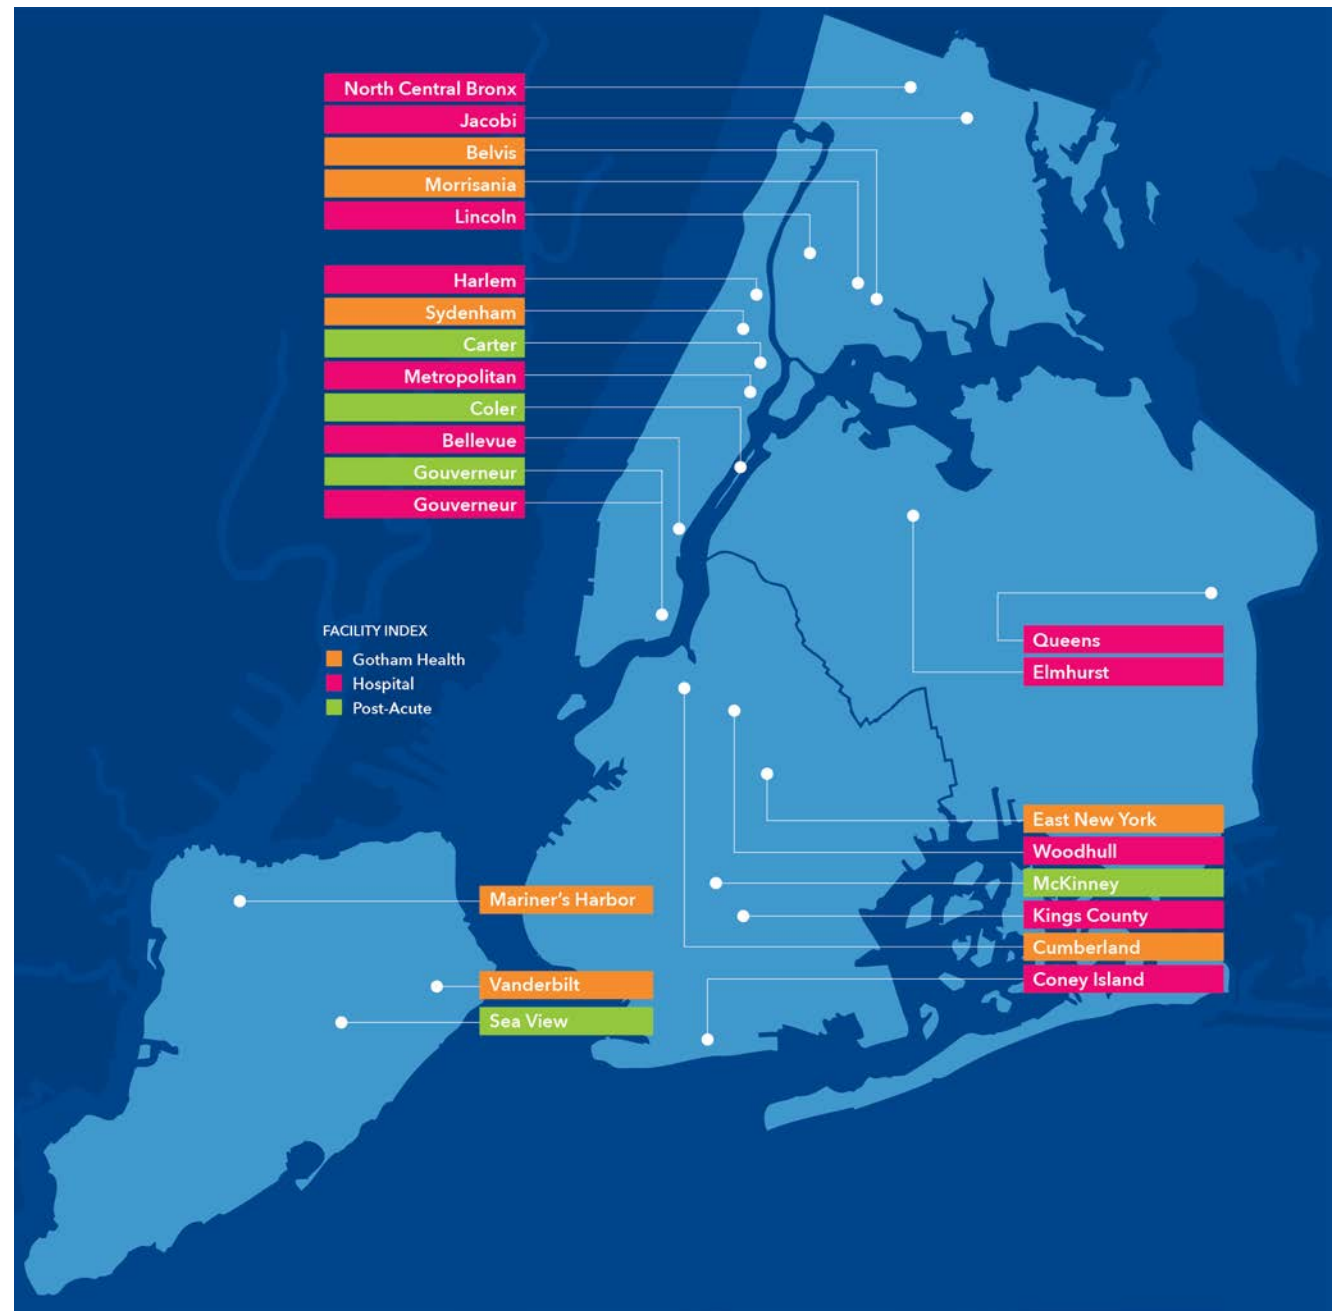 North Central Bronx
Jacobi
Belvis
Morrisania
Lincoln
Harlem
Sydenham
Carter
Metropolitan
Coler
Bellevue
Gouverneur
Gouverneur
FACILITY INDEX
Gotham Health
Hospital
Post-Acute
Queens
Elmhurst
East New York
Woodhull
McKinney
Kings County
Cumberland
Coney Island
Mariner's Harbor
Vanderbilt
Sea View